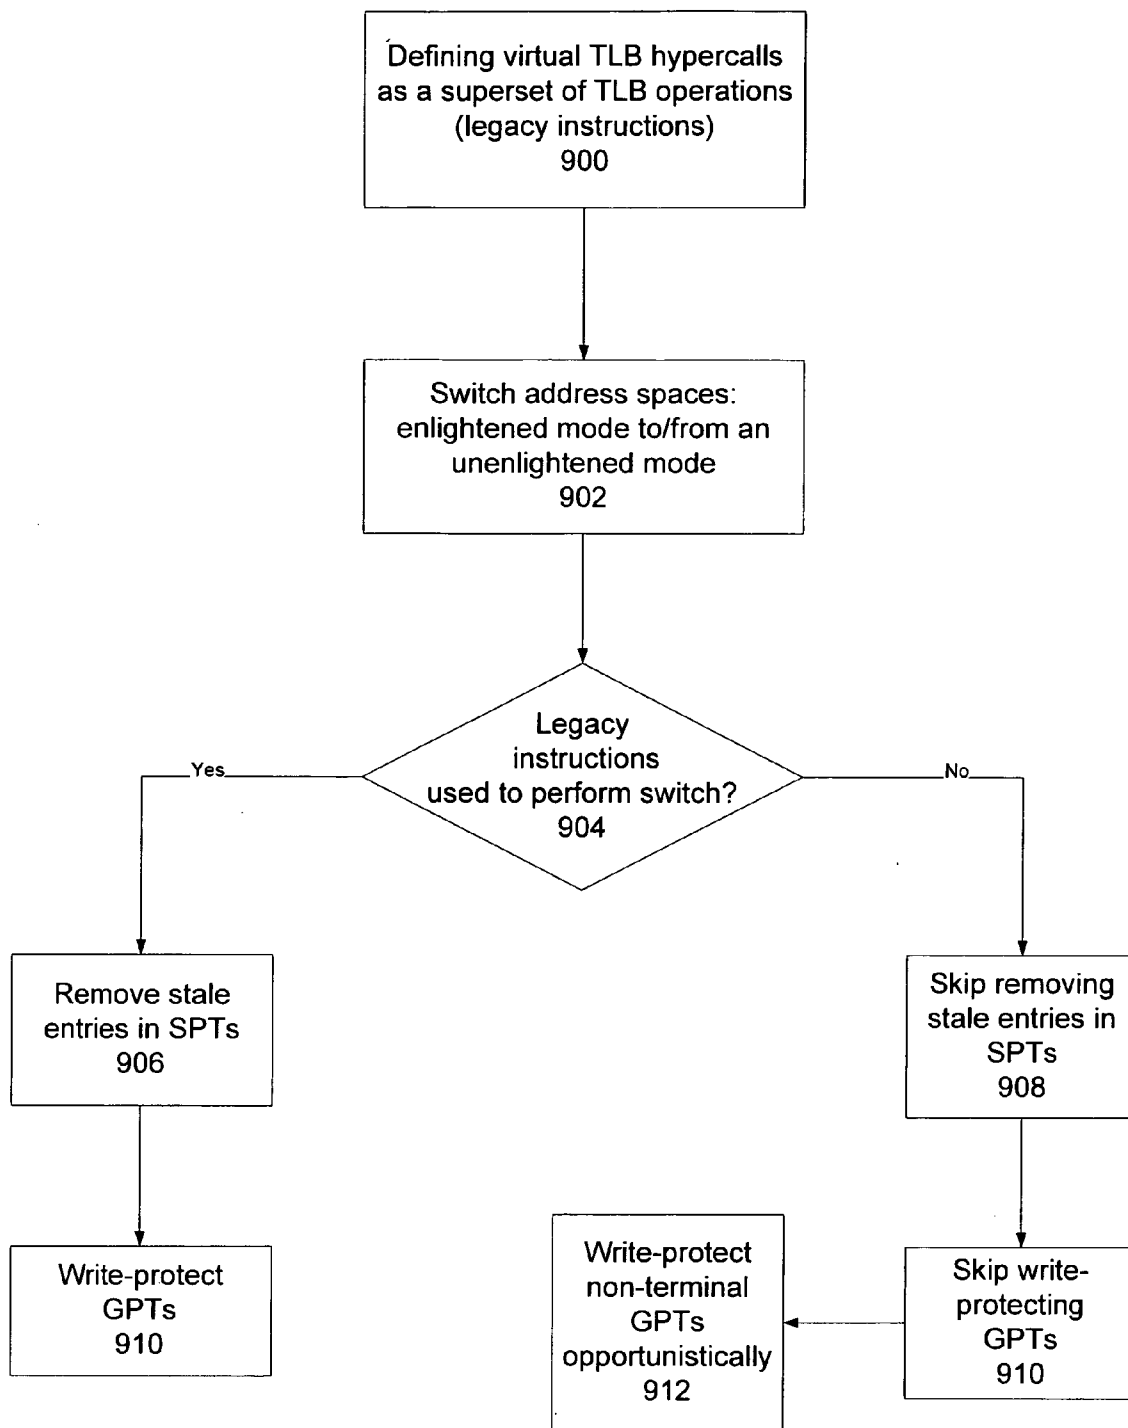 Defining virtual TLB hypercalls
as a superset of TLB operations
(legacy instructions)
900
Switch address spaces:
enlightened mode to/from an
unenlightened mode
902
Legacy
instructions
used to perform switch?
904
Yes
No
Remove stale
entries in SPTs
906
Skip removing
stale entries in
SPTs
908
Write-protect
GPTs
910
Write-protect
non-terminal
GPTs
opportunistically
912
Skip write-
protecting
GPTs
910